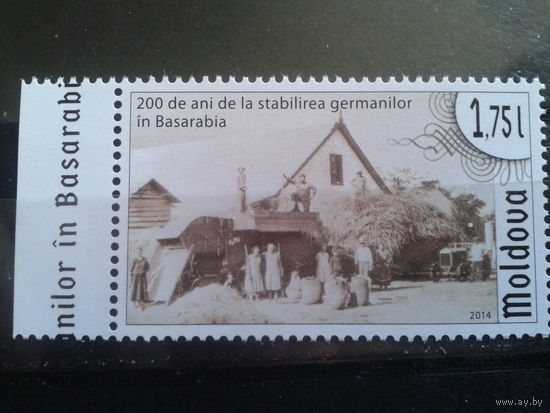 anilor în Basarabi
200 de ani de la stabilirea germanilor
în Basarabia
1,75 l
Moldova
2014
www.ay.by